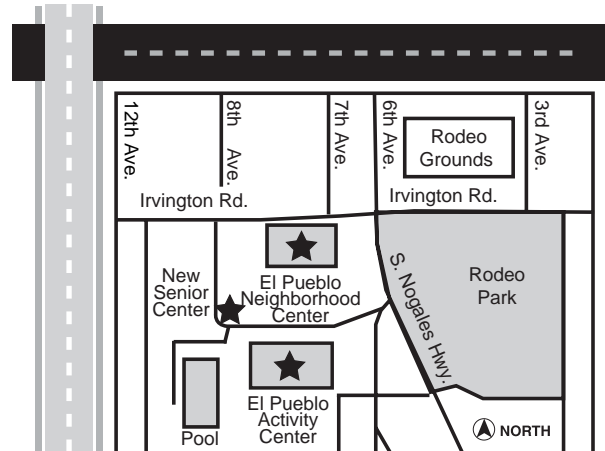 12th Ave.
8th Ave.
7th Ave.
6th Ave.
3rd Ave.
Rodeo
Grounds
Irvington Rd.
Irvington Rd.
New
Senior
Center
El Pueblo
Neighborhood
Center
S. Nogales Hwy.
Rodeo
Park
El Pueblo
Activity
Center
Pool
NORTH